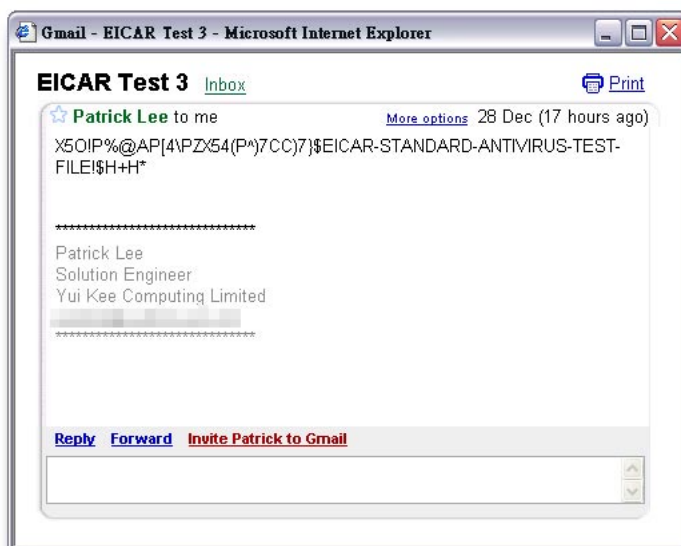 Gmail - EICAR Test 3 - Microsoft Internet Explorer
EICAR Test 3 Inbox Print
Patrick Lee to me More options 28 Dec (17 hours ago)
X5O!P%@AP[4\PZX54(P^)7CC)7}$EICAR-STANDARD-ANTIVIRUS-TEST-
FILE!$H+H*
******************************
Patrick Lee
Solution Engineer
Yui Kee Computing Limited
******************************
Reply Forward Invite Patrick to Gmail